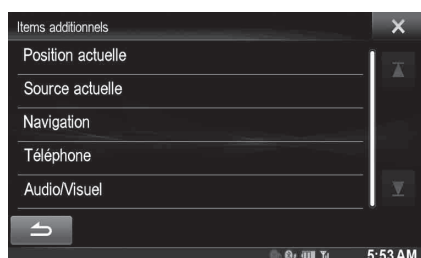 Items additionnels
Position actuelle
Source actuelle
Navigation
Téléphone
Audio/Visuel
5:53 AM